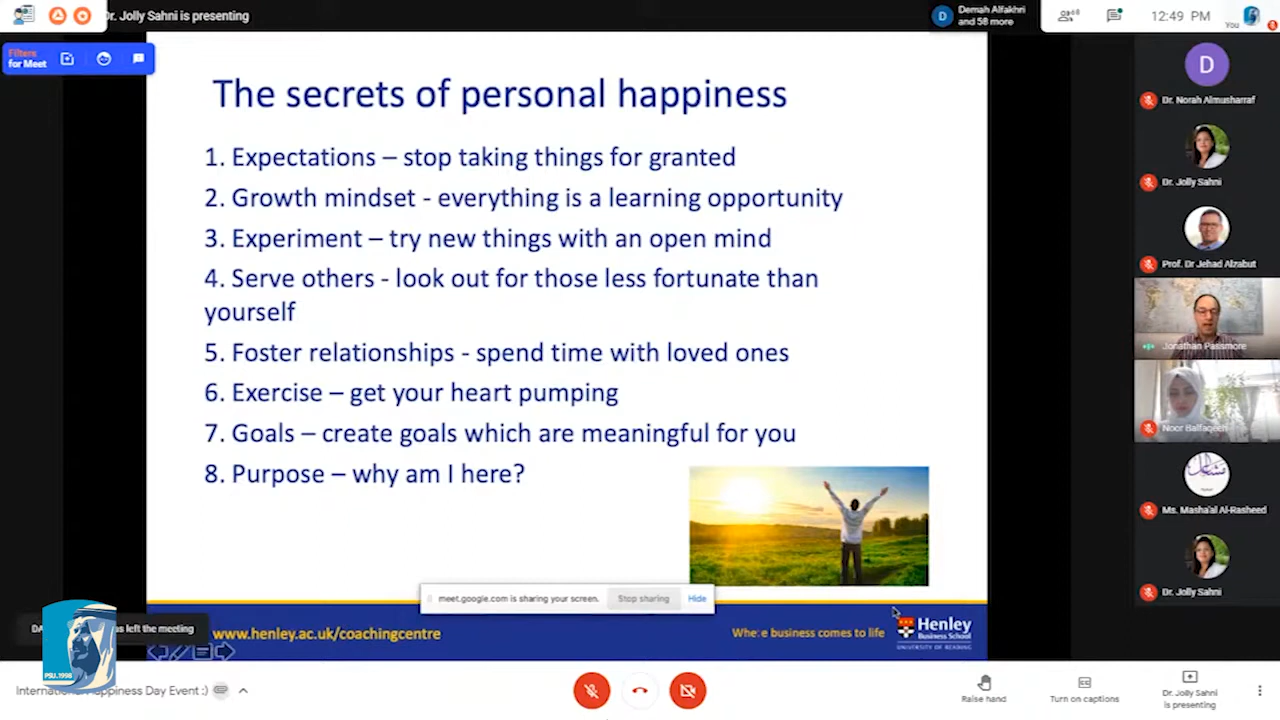 Dr. Jolly Sahni is presenting
Demah Alfakhri
and 58 more
12:49 PM
You
Filters
for Meet
The secrets of personal happiness
1. Expectations – stop taking things for granted
2. Growth mindset - everything is a learning opportunity
3. Experiment – try new things with an open mind
4. Serve others - look out for those less fortunate than
yourself
5. Foster relationships - spend time with loved ones
6. Exercise – get your heart pumping
7. Goals – create goals which are meaningful for you
8. Purpose – why am I here?
D
Dr. Norah Almusharraf
Dr. Jolly Sahni
Prof. Dr Jehad Alzabut
Jonathan Passmore
Noor Balfaqeeh
Ms. Masha'al Al-Rasheed
Dr. Jolly Sahni
meet.google.com is sharing your screen.
Stop sharing
Hide
left the meeting
www.henley.ac.uk/coachingcentre
Where business comes to life
Henley
Business School
UNIVERSITY OF READING
PSU.1998
International Happiness Day Event :)
Raise hand
Turn on captions
Dr. Jolly Sahni
is presenting